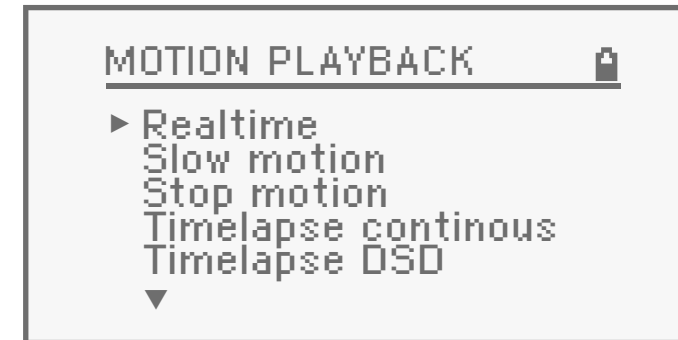 MOTION PLAYBACK
Realtime
Slow motion
Stop motion
Timelapse continous
Timelapse DSD